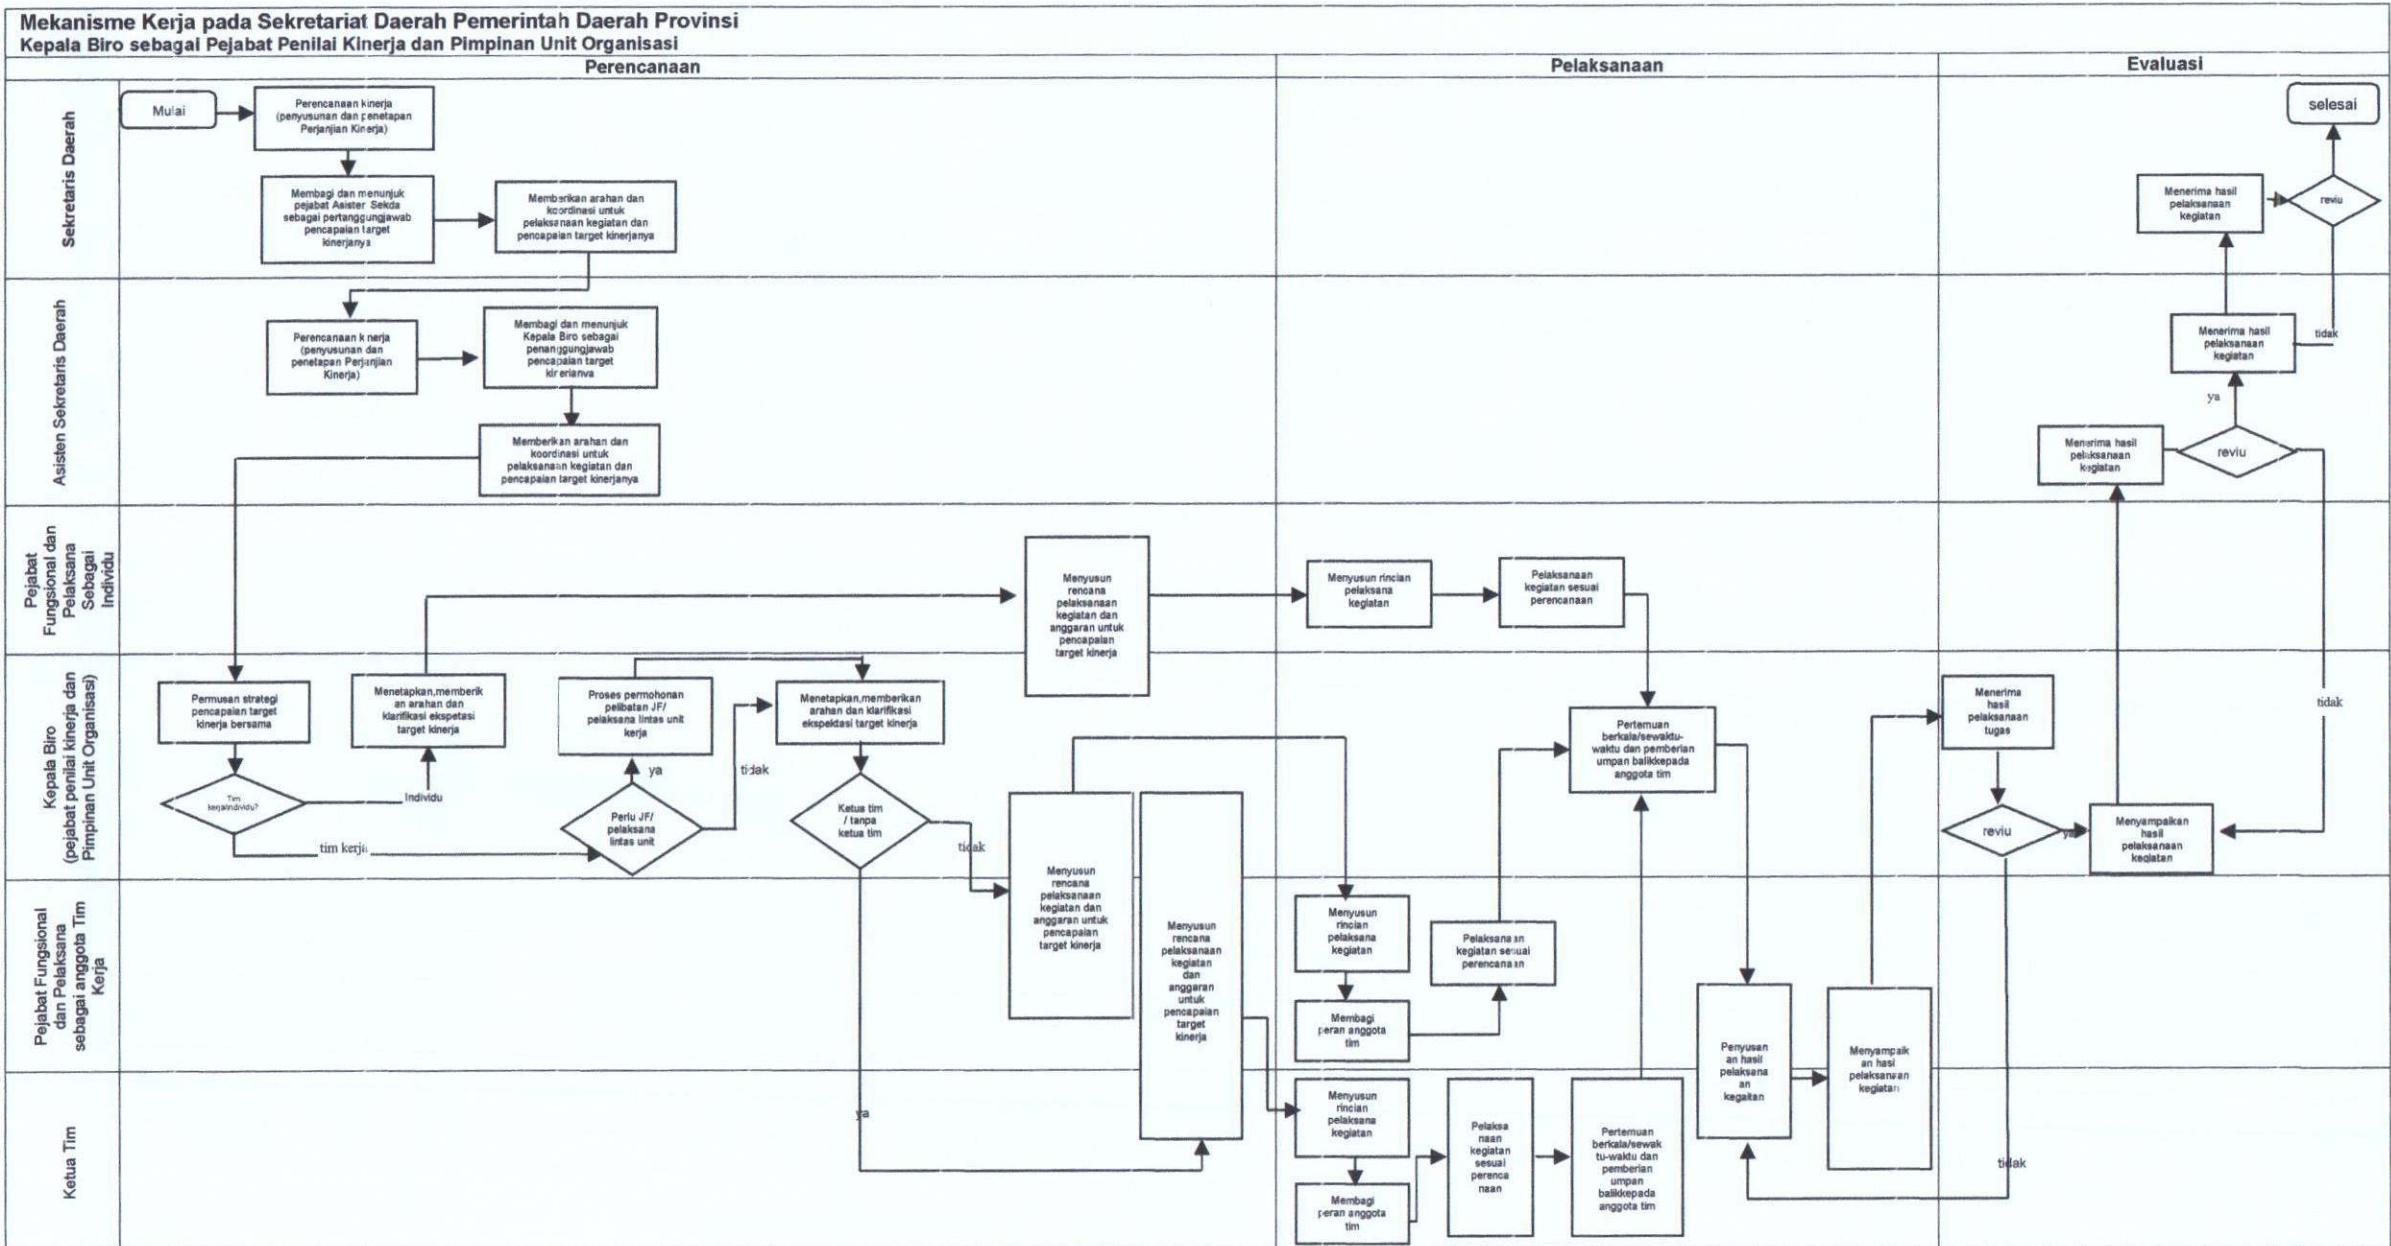 Mekanisme Kerja pada Sekretariat Daerah Pemerintah Daerah Provinsi
Kepala Biro sebagai Pejabat Penilai Kinerja dan Pimpinan Unit Organisasi
Perencanaan
Pelaksanaan
Evaluasi
Sekretaris Daerah
Mulai
Perencanaan kinerja
(penyusunan dan penetapan
Perjanjian Kinerja)
Membagi dan menunjuk
pejabat Asister Sekda
sebagai pertanggungjawab
pencapaian target
kinerjanya
Memberikan arahan dan
koordinasi untuk
pelaksanaan kegiatan dan
pencapaian target kinerjanya
selesai
Menerima hasil
pelaksanaan
kegiatan
reviu
Asisten Sekretaris Daerah
Perencanaan kinerja
(penyusunan dan
penetapan Perjanjian
Kinerja)
Membagi dan menunjuk
Kepala Biro sebagai
penanggungjawab
pencapaian target
kinerjanya
Memberikan arahan dan
koordinasi untuk
pelaksanaan kegiatan dan
pencapaian target kinerjanya
Menerima hasil
pelaksanaan
kegiatan
tidak
ya
Menerima hasil
pelaksanaan
kegiatan
reviu
Pejabat
Fungsional dan
Pelaksana
Sebagai
Individu
Menyusun
rencana
pelaksanaan
kegiatan dan
anggaran untuk
pencapaian
target kinerja
Menyusun rincian
pelaksana
kegiatan
Pelaksanaan
kegiatan sesuai
perencanaan
Kepala Biro
(pejabat penilai kinerja dan
Pimpinan Unit Organisasi)
Permusan strategi
pencapaian target
kinerja bersama
Tim
kerja/individu?
Individu
tim kerja
Menetapkan,memberik
an arahan dan
klarifikasi ekspetasi
target kinerja
Proses permohonan
pelibatan JF/
pelaksana lintas unit
kerja
ya
tidak
Perlu JF/
pelaksana
lintas unit
Menetapkan,memberikan
arahan dan klarifikasi
ekspektasi target kinerja
Ketua tim
/ tanpa
ketua tim
tidak
ya
Menyusun
rencana
pelaksanaan
kegiatan dan
anggaran untuk
pencapaian
target kinerja
Menyusun
rencana
pelaksanaan
kegiatan
dan
anggaran
untuk
pencapaian
target
kinerja
Pertemuan
berkala/sewaktu-
waktu dan pemberian
umpan balikkepada
anggota tim
Menerima
hasil
pelaksanaan
tugas
reviu
ya
Menyampaikan
hasil
pelaksanaan
kegiatan
tidak
Pejabat Fungsional
dan Pelaksana
sebagai anggota Tim
Kerja
Menyusun
rincian
pelaksana
kegiatan
Membagi
peran anggota
tim
Pelaksanaan
kegiatan sesuai
perencanaan
Penyusan
an hasil
pelaksana
an
kegaitan
Menyampaik
an hasl
pelaksanaan
kegiatan
Ketua Tim
Menyusun
rincian
pelaksana
kegiatan
Membagi
peran anggota
tim
Pelaksa
naan
kegiatan
sesuai
perenca
naan
Pertemuan
berkala/sewak
tu-waktu dan
pemberian
umpan
balikkepada
anggota tim
tidak